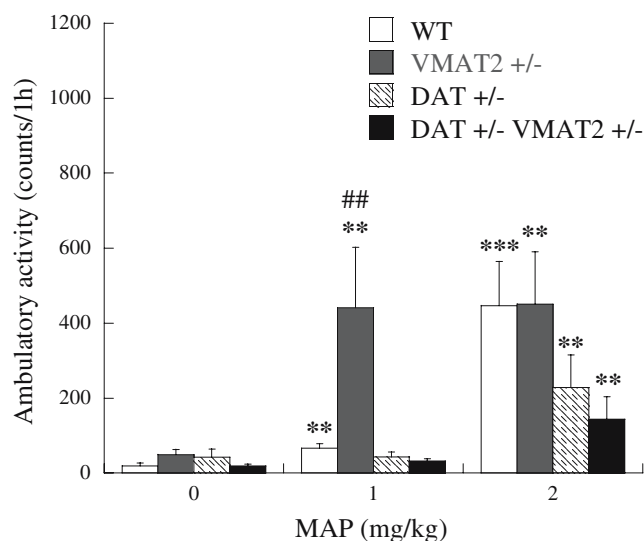 1200
1000
800
600
400
200
0
Ambulatory activity (counts/1h)
WT
VMAT2 +/-
DAT +/-
DAT +/- VMAT2 +/-
##
**
**
***
**
**
**
0
1
2
MAP (mg/kg)